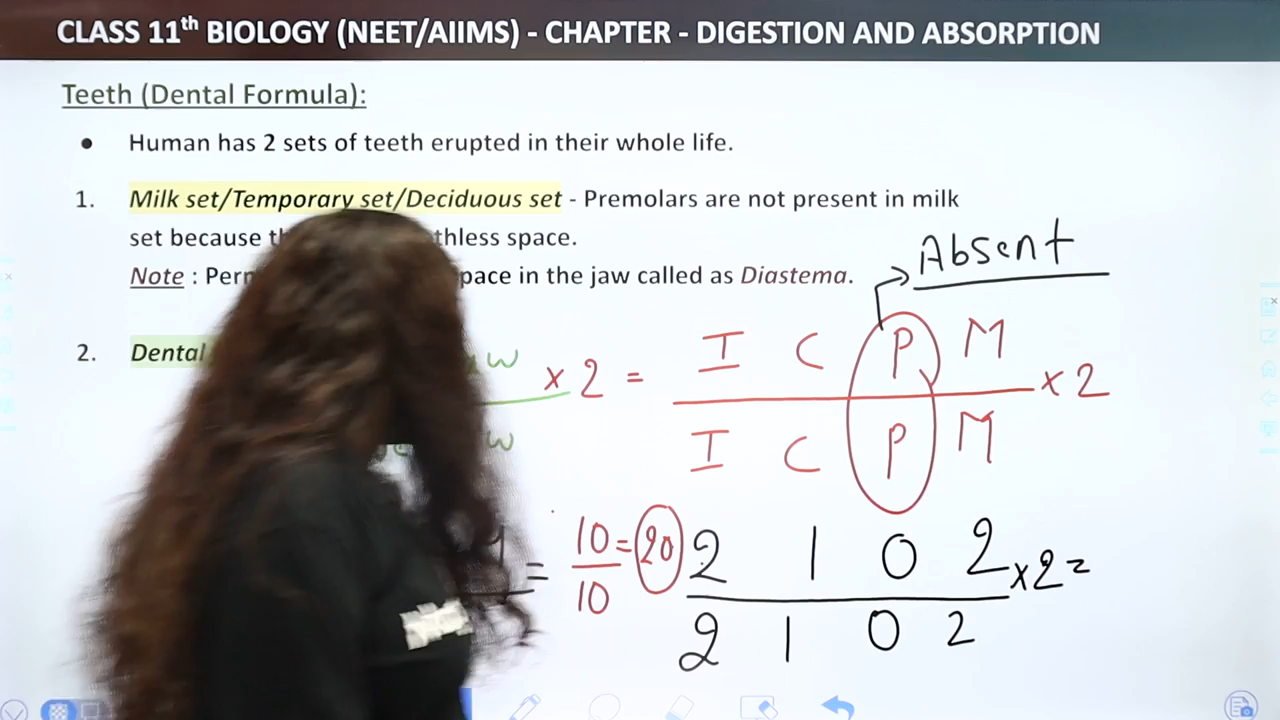 CLASS 11th BIOLOGY (NEET/AIIMS) - CHAPTER - DIGESTION AND ABSORPTION
Teeth (Dental Formula):
• Human has 2 sets of teeth erupted in their whole life.
1. Milk set/Temporary set/Deciduous set - Premolars are not present in milk
set because thless space.
Note : Per pace in the jaw called as Diastema.
Absent
2. Dental
w × 2 = I C P M × 2
w I C P M
= 10 = 20 2 1 0 2 × 2 =
10 2 1 0 2